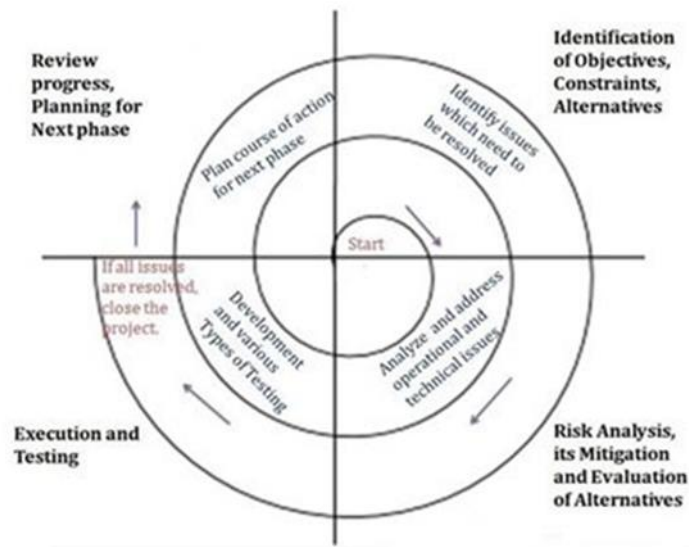 Review
progress,
Planning for
Next phase
Identification
of Objectives,
Constraints,
Alternatives
Plan course of action
for next phase
Identify issues
which need to
be resolved
Start
If all issues
are resolved,
close the
project.
Development
and various
Types of Testing
Analyze and address
operational and
technical issues
Execution and
Testing
Risk Analysis,
its Mitigation
and Evaluation
of Alternatives